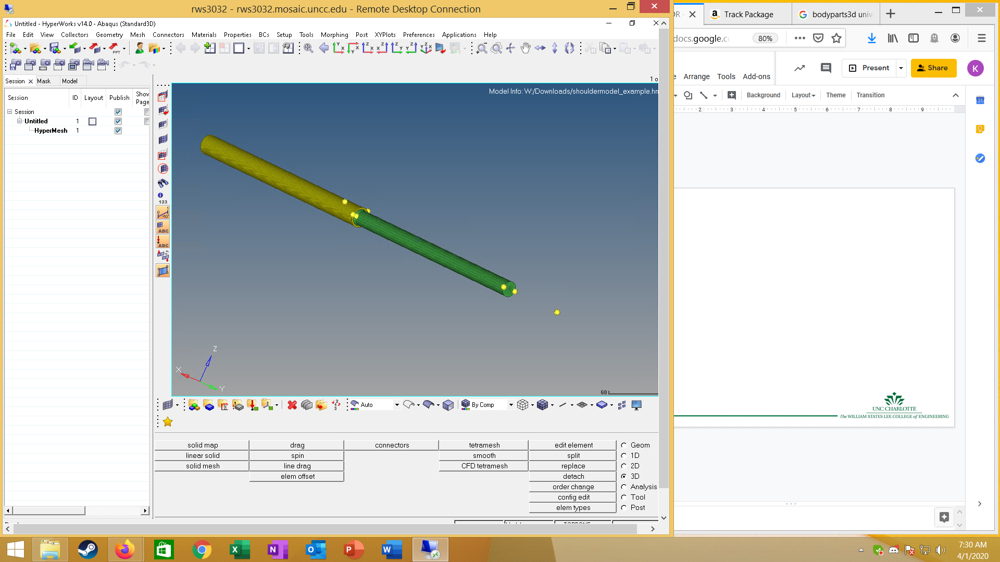 rws3032 - rws3032.mosaic.uncc.edu - Remote Desktop Connection
Untitled - HyperWorks v14.0 - Abaqus (Standard3D)
File Edit View Collectors Geometry Mesh Connectors Materials Properties BCs Setup Tools Morphing Post XYPlots Preferences Applications Help
PPT
Session Mask Model
1 o
Session ID Layout Publish Show Page
Session
Untitled 1
HyperMesh 1
Model Info: W:/Downloads/shouldermodel_example.hm
123
ABC
ABC
Z
X
Y
60
Auto
By Comp
solid map drag connectors tetramesh edit element Geom
linear solid spin smooth split 1D
solid mesh line drag CFD tetramesh replace 2D
elem offset detach 3D
order change Analysis
config edit Tool
elem types Post
Track Package
bodyparts3d univ
docs.google.c
80%
Present
Share
K
e Arrange Tools Add-ons
Background Layout Theme Transition
2 3 4 5 6 7 8 9
31
UNC CHARLOTTE
The WILLIAM STATES LEE COLLEGE of ENGINEERING
7:30 AM
4/1/2020